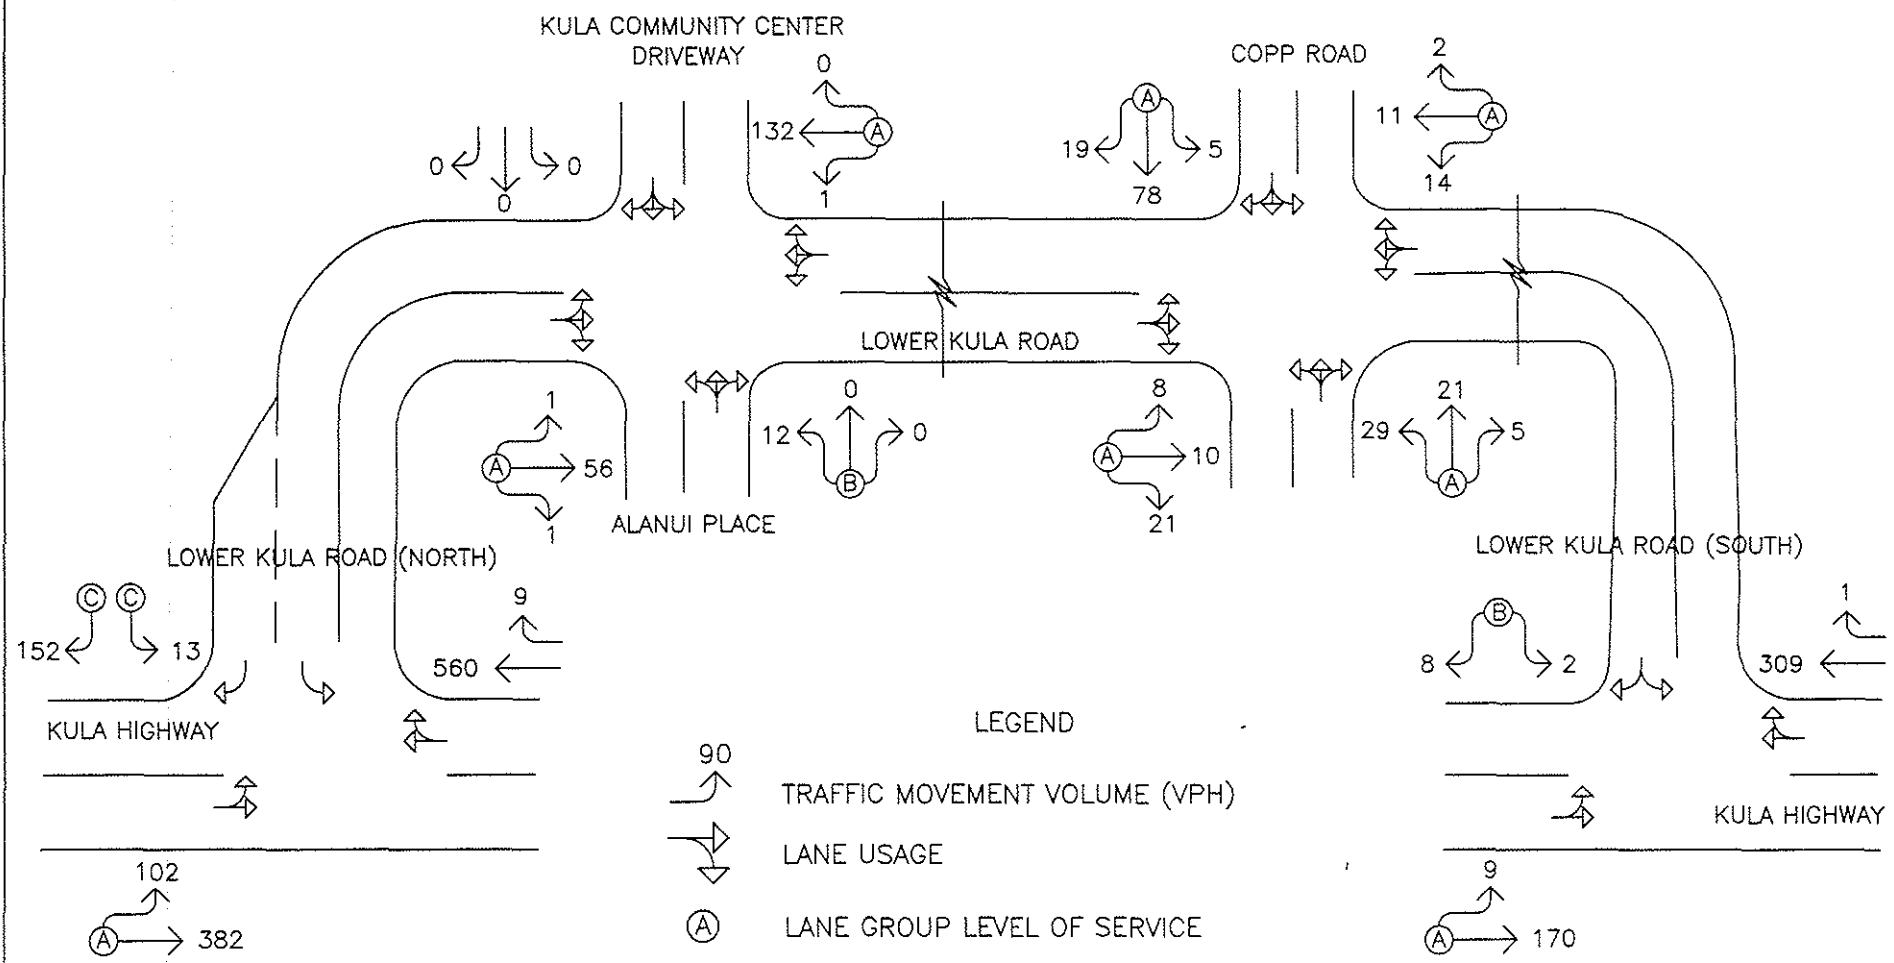 KULA COMMUNITY CENTER
DRIVEWAY
COPP ROAD
0
132
A
1
0
0
0
A
19
5
78
2
11
A
14
LOWER KULA ROAD
1
A
56
1
0
12
0
B
8
A
10
21
21
29
5
A
ALANUI PLACE
LOWER KULA ROAD (NORTH)
LOWER KULA ROAD (SOUTH)
C
C
152
13
9
560
B
8
2
1
309
KULA HIGHWAY
LEGEND
90
TRAFFIC MOVEMENT VOLUME (VPH)
LANE USAGE
A
LANE GROUP LEVEL OF SERVICE
KULA HIGHWAY
102
A
382
9
A
170